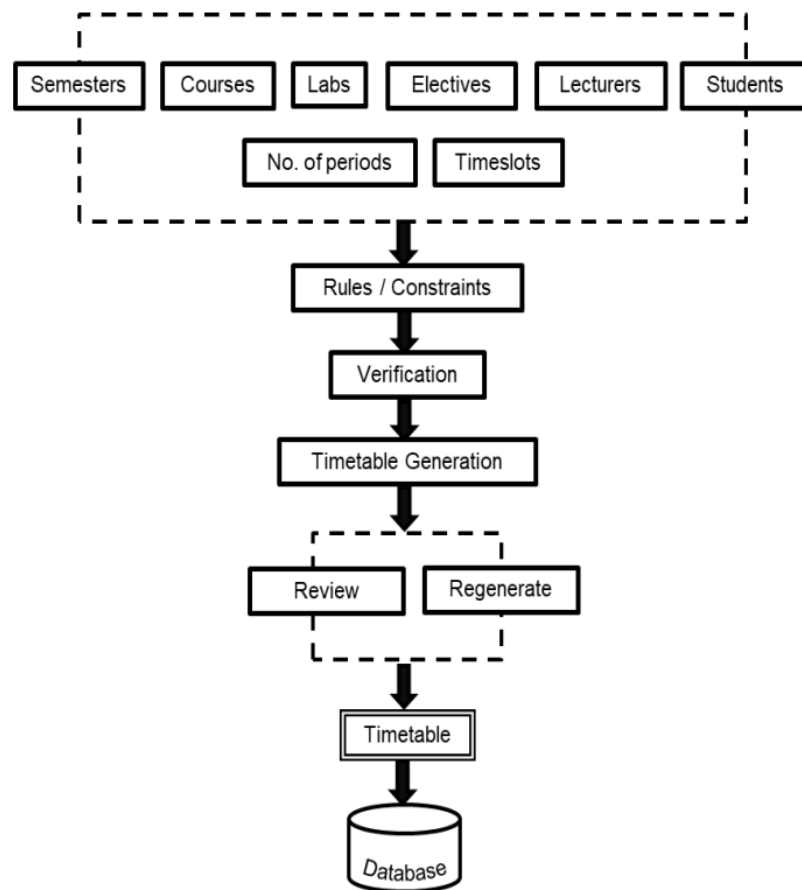 Semesters
Courses
Labs
Electives
Lecturers
Students
No. of periods
Timeslots
Rules / Constraints
Verification
Timetable Generation
Review
Regenerate
Timetable
Database